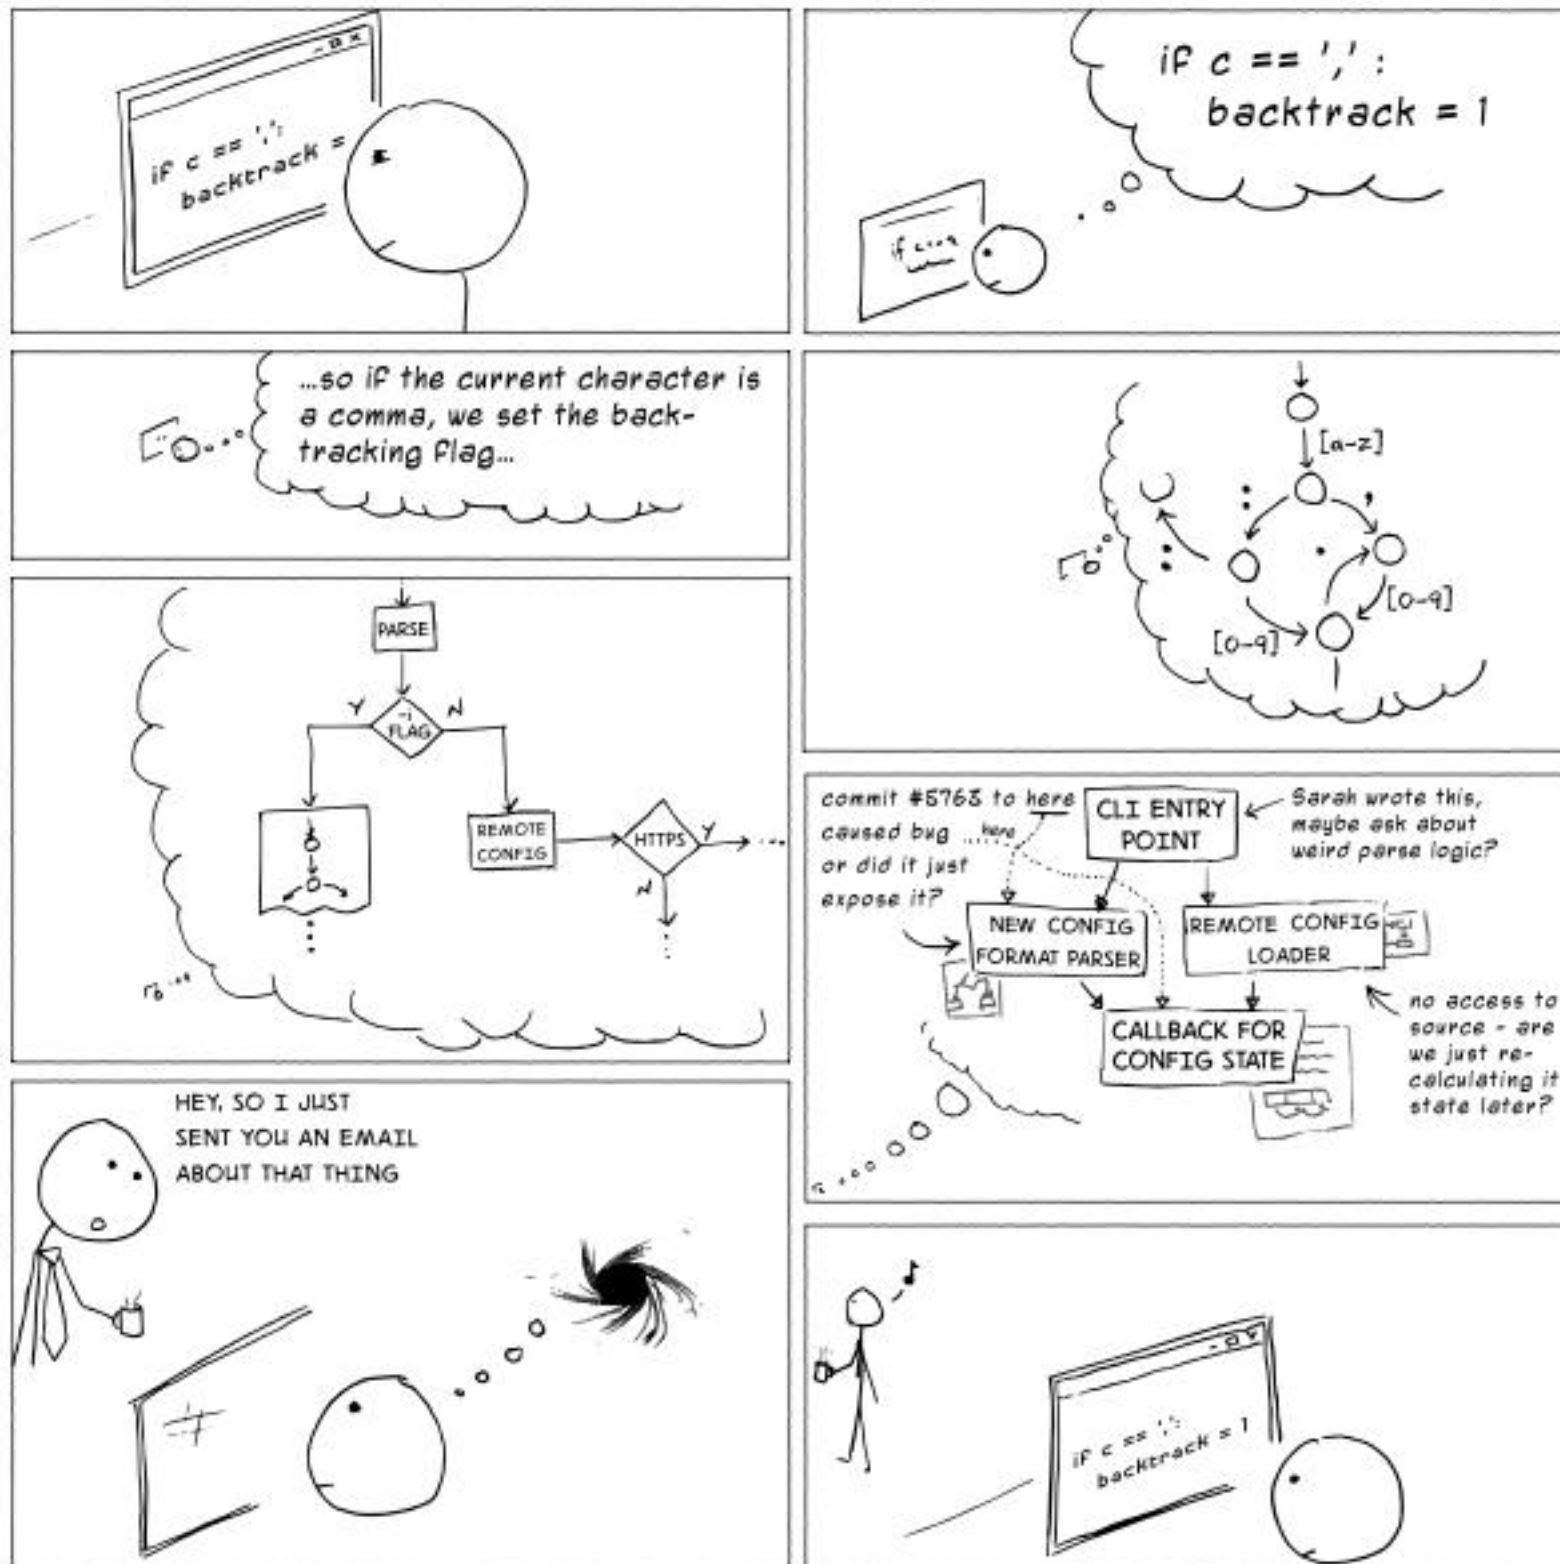 if c == ',':
backtrack =
if c == ',' :
backtrack = 1
...so if the current character is
a comma, we set the back-
tracking flag...
[a-z]
:
,
:
.
[0-9]
[0-9]
PARSE
Y
-i
FLAG
N
REMOTE
CONFIG
HTTPS
Y
...
N
commit #5763 to here
caused bug ... here
or did it just
expose it?
CLI ENTRY
POINT
Sarah wrote this,
maybe ask about
weird parse logic?
NEW CONFIG
FORMAT PARSER
REMOTE CONFIG
LOADER
CALLBACK FOR
CONFIG STATE
no access to
source - are
we just re-
calculating it
state later?
HEY, SO I JUST
SENT YOU AN EMAIL
ABOUT THAT THING
if c == ',':
backtrack = 1